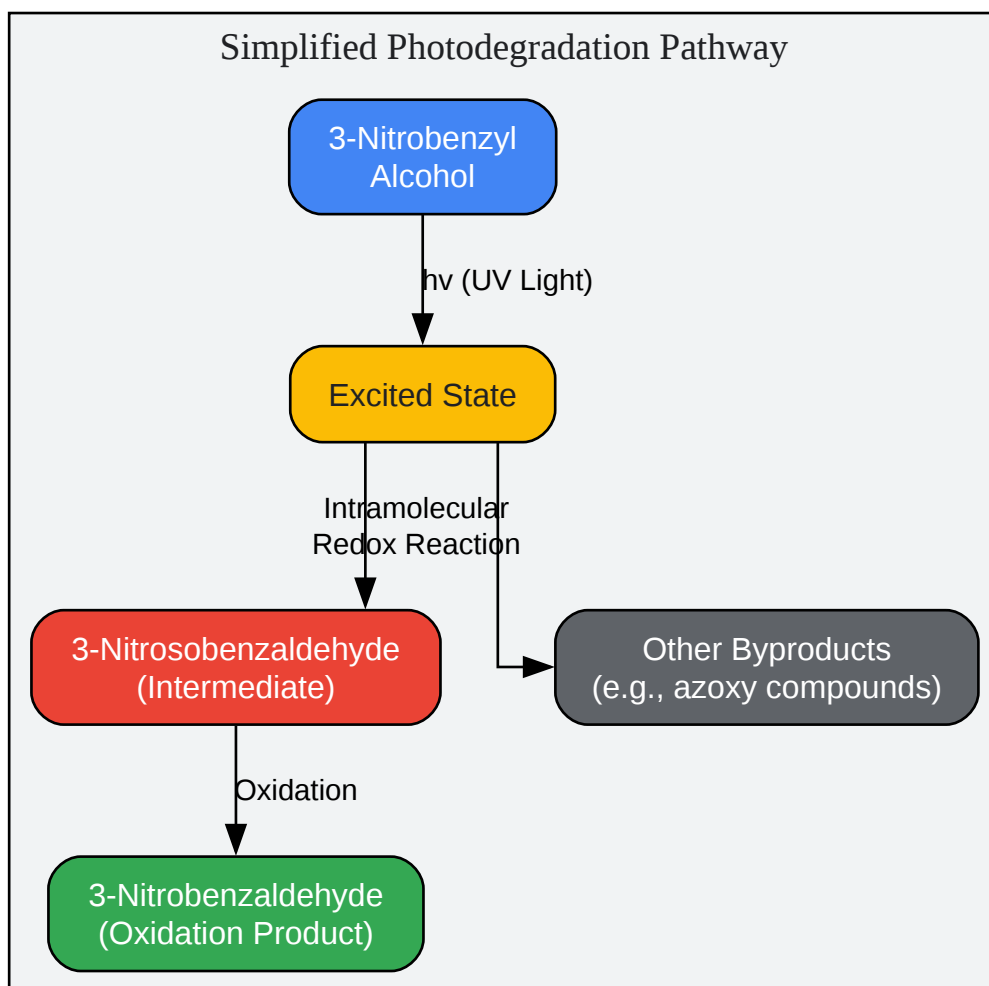 Simplified Photodegradation Pathway
3-Nitrobenzyl
Alcohol
hv (UV Light)
Excited State
Intramolecular
Redox Reaction
3-Nitrosobenzaldehyde
(Intermediate)
Other Byproducts
(e.g., azoxy compounds)
Oxidation
3-Nitrobenzaldehyde
(Oxidation Product)